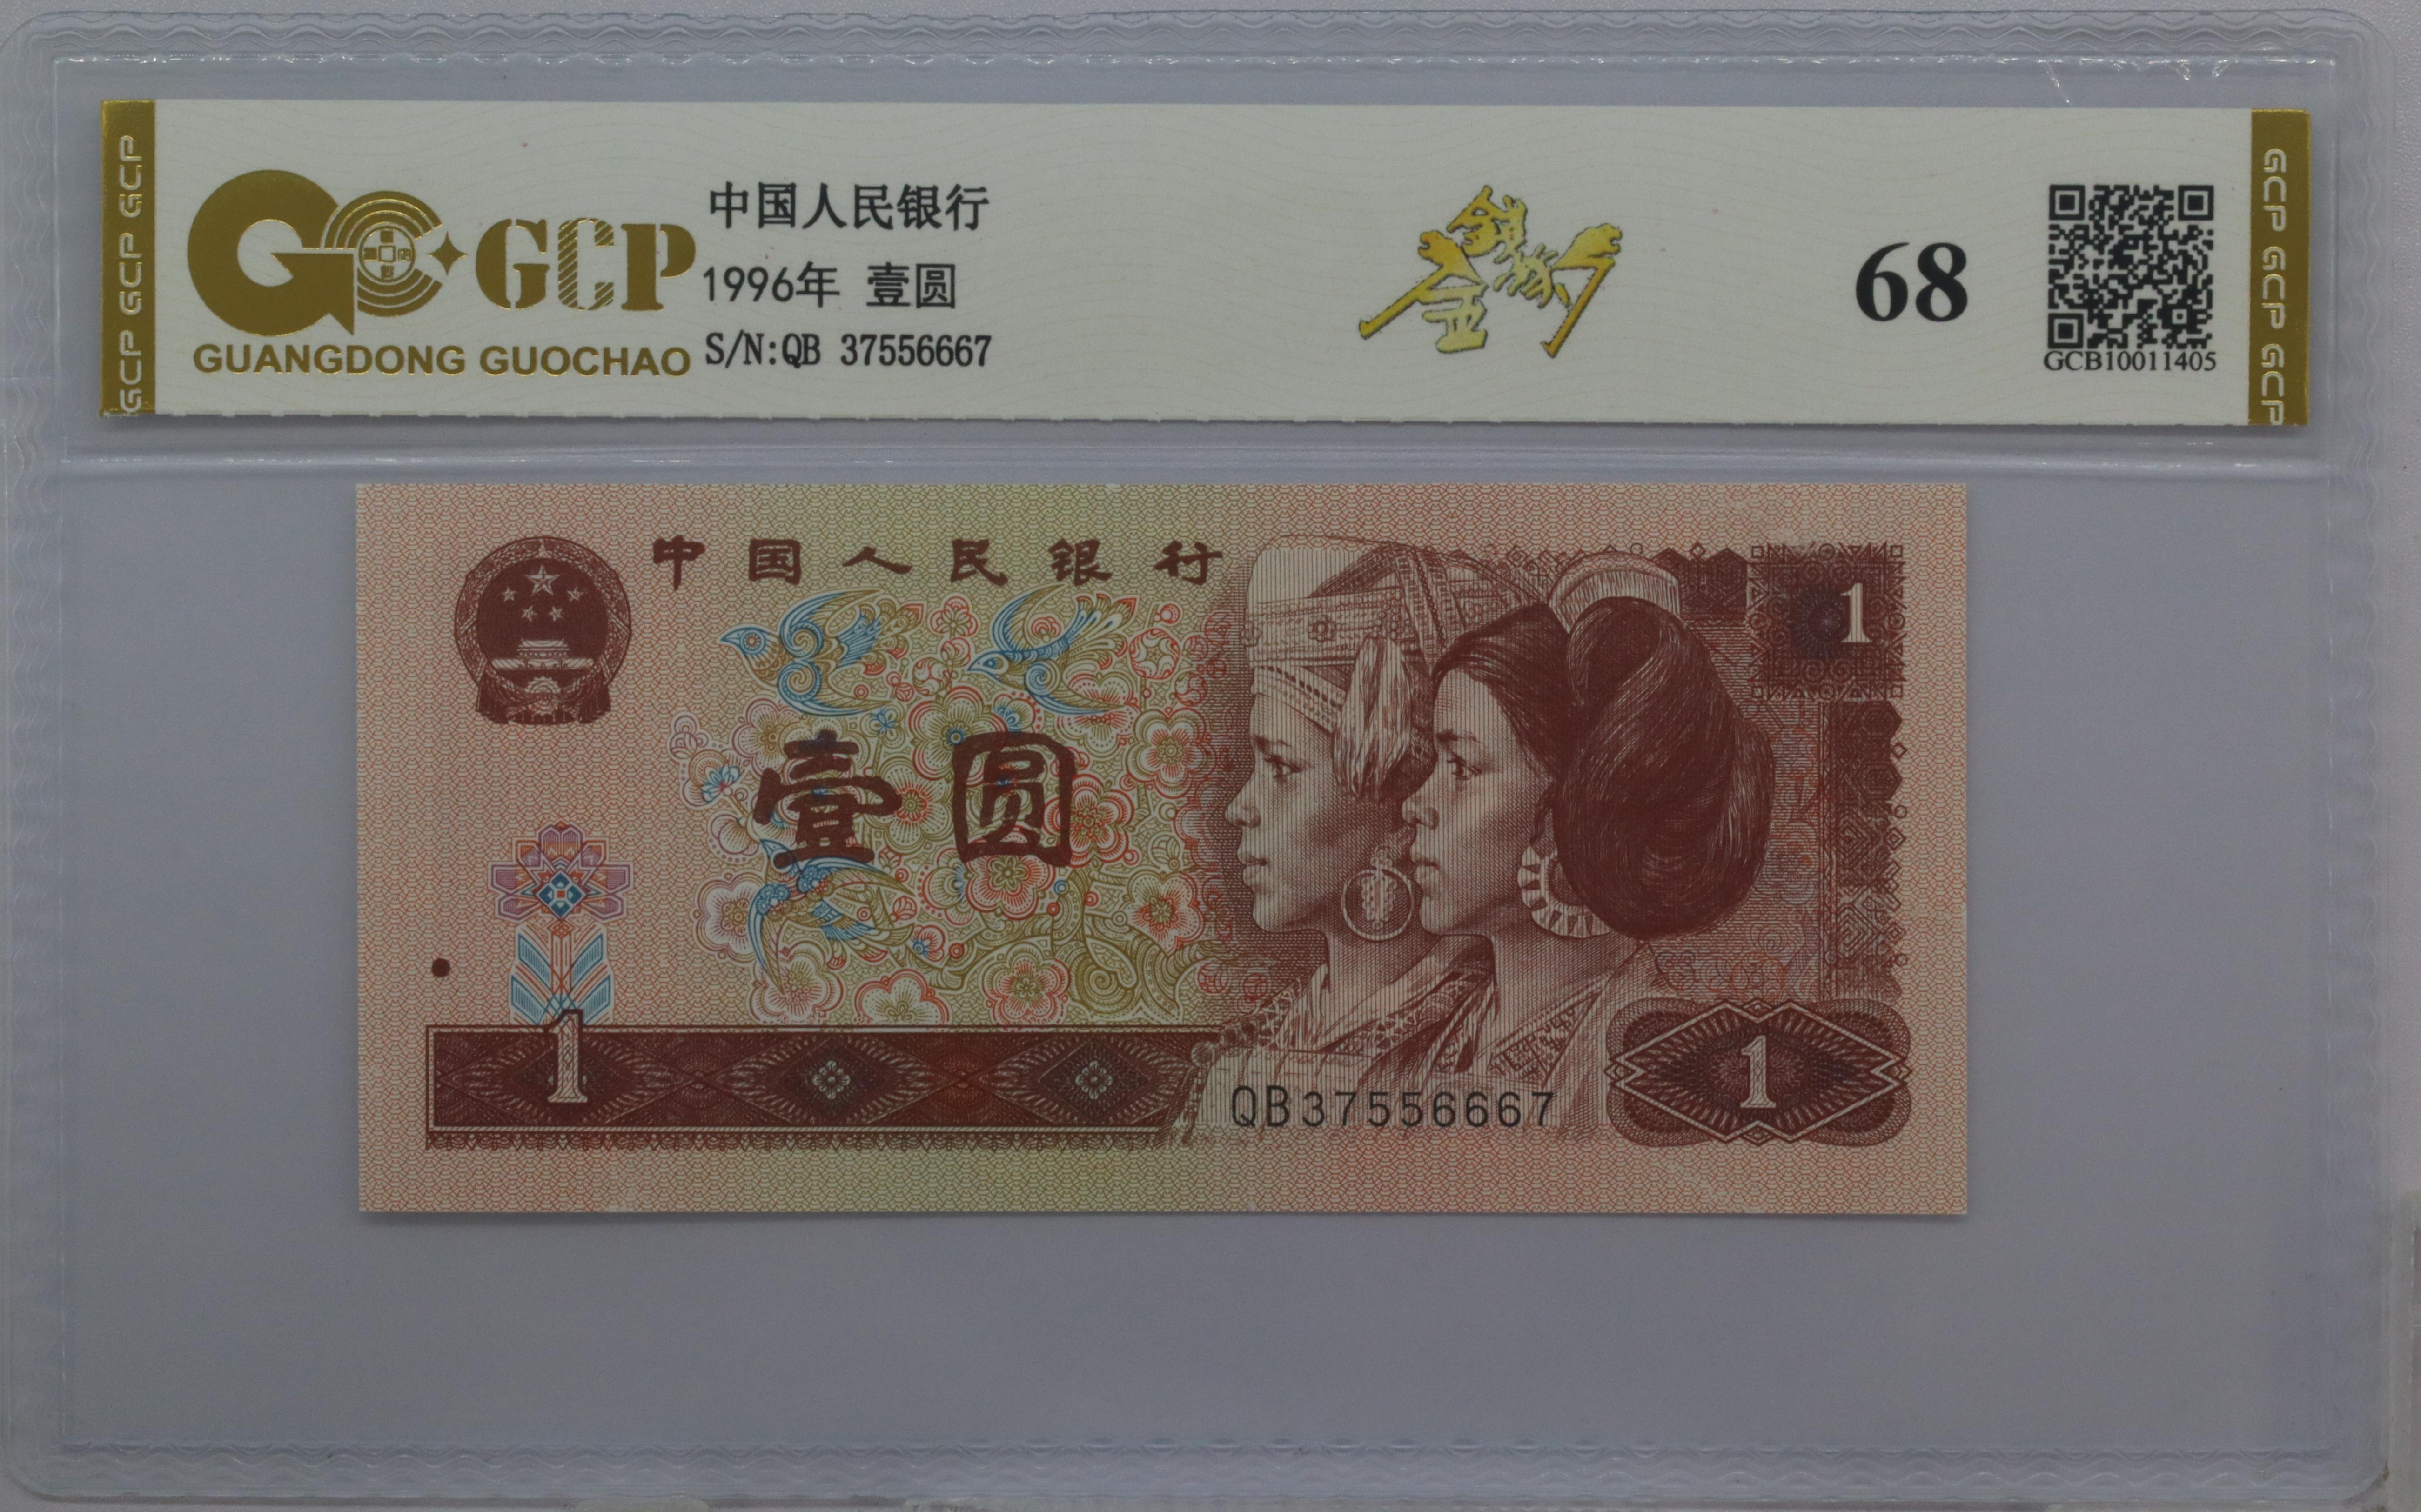 GCP GCP GCP GCP
GCP
GUANGDONG GUOCHAO
中国人民银行
1996年 壹圆
S/N:QB 37556667
68
GCB10011405
GCP GCP GCP GCP
中国人民银行
1
壹圆
1
1
QB37556667